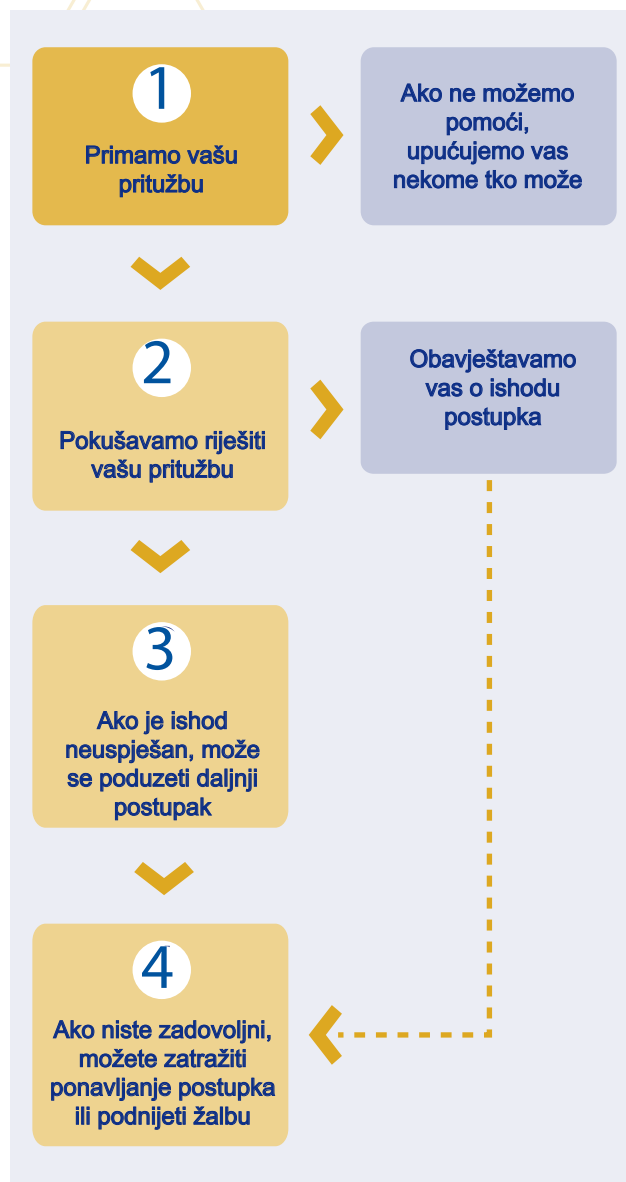 1
Primamo vašu
pritužbu
Ako ne možemo
pomoći,
upućujemo vas
nekome tko može
2
Pokušavamo riješiti
vašu pritužbu
Obavještavamo
vas o ishodu
postupka
3
Ako je ishod
neuspješan, može
se poduzeti daljnji
postupak
4
Ako niste zadovoljni,
možete zatražiti
ponavljanje postupka
ili podnijeti žalbu